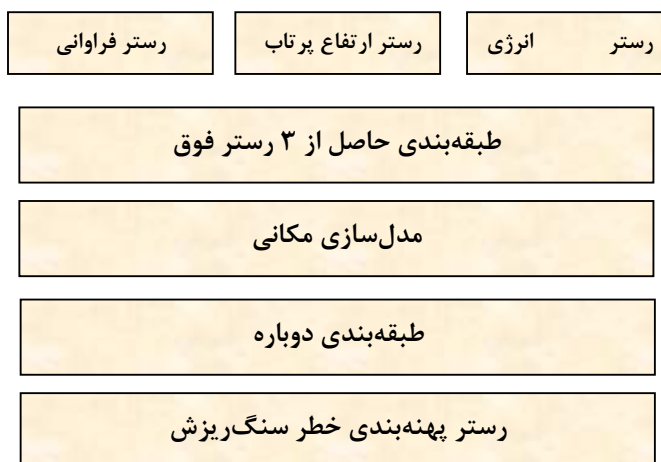 رستر انرژی
رستر ارتفاع پرتاب
رستر فراوانی
طبقه‌بندی حاصل از ۳ رستر فوق
مدل‌سازی مکانی
طبقه‌بندی دوباره
رستر پهنه‌بندی خطر سنگ‌ریزش